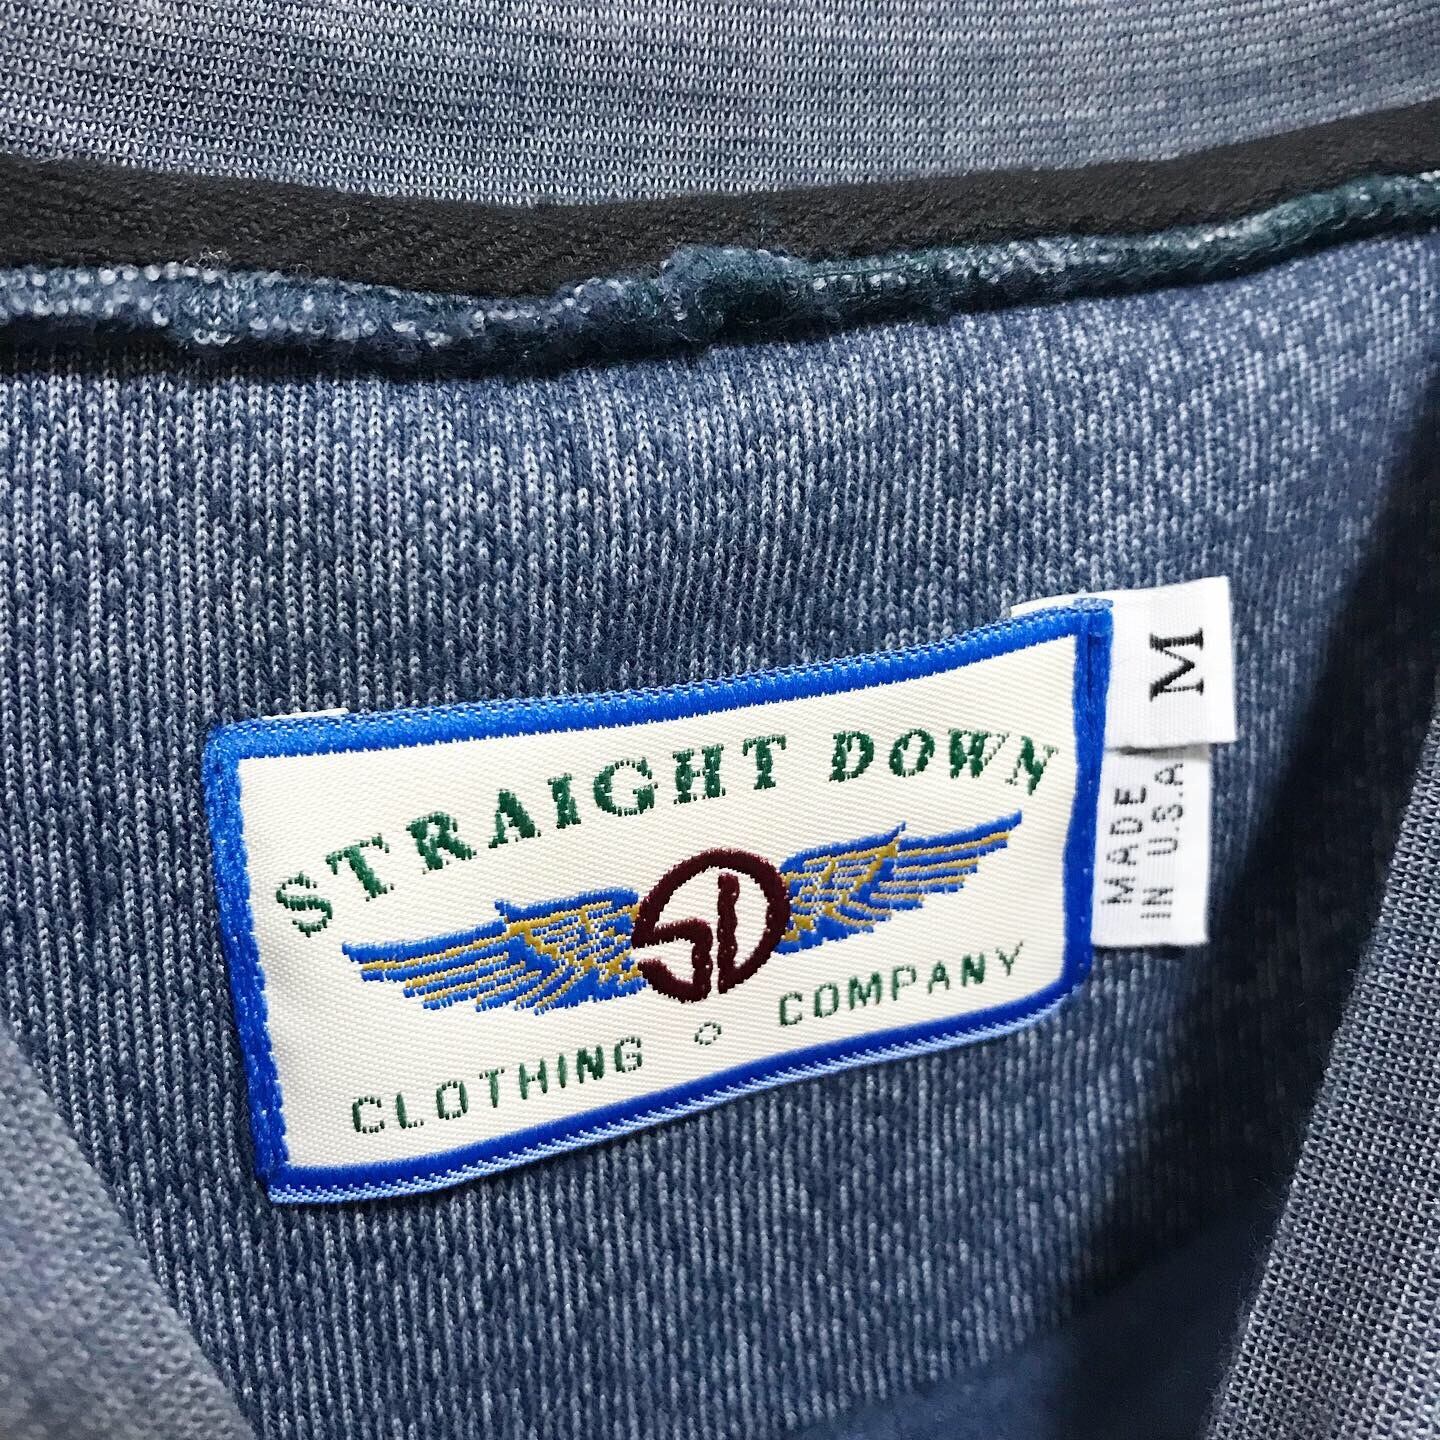 STRAIGHT DOWN
SD
CLOTHING COMPANY
M
MADE
IN U.S.A